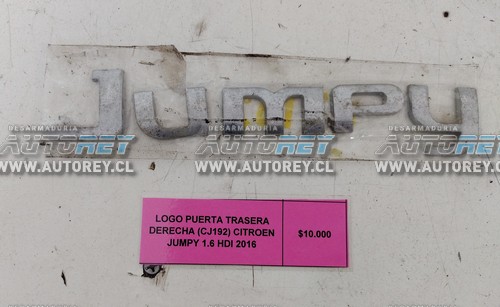 Jumpy
DESARMADURIA DESARMADURIA DESARMADURIA
AUTOREY AUTOREY AUTOREY
WWW.AUTOREY.CL WWW.AUTOREY.CL WWW.AUTOREY.CL
LOGO PUERTA TRASERA
DERECHA (CJ192) CITROEN
JUMPY 1.6 HDI 2016
$10.000